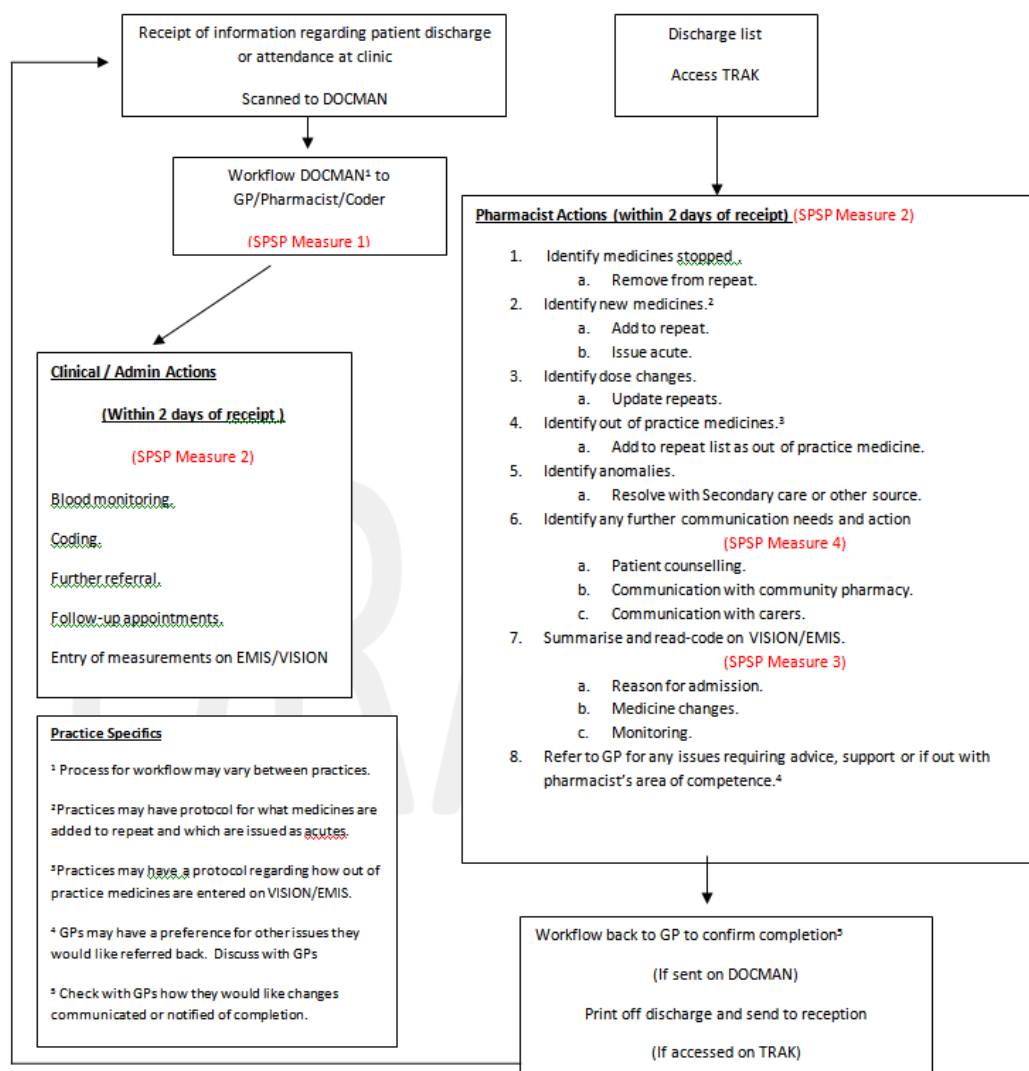 Receipt of information regarding patient discharge
or attendance at clinic
Scanned to DOCMAN
Discharge list
Access TRAK
Workflow DOCMAN¹ to
GP/Pharmacist/Coder
(SPSP Measure 1)
Clinical / Admin Actions
(Within 2 days of receipt )
(SPSP Measure 2)
Blood monitoring.
Coding.
Further referral.
Follow-up appointments.
Entry of measurements on EMIS/VISION
Pharmacist Actions (within 2 days of receipt) (SPSP Measure 2)
1. Identify medicines stopped .
a. Remove from repeat.
2. Identify new medicines.²
a. Add to repeat.
b. Issue acute.
3. Identify dose changes.
a. Update repeats.
4. Identify out of practice medicines.³
a. Add to repeat list as out of practice medicine.
5. Identify anomalies.
a. Resolve with Secondary care or other source.
6. Identify any further communication needs and action
(SPSP Measure 4)
a. Patient counselling.
b. Communication with community pharmacy.
c. Communication with carers.
7. Summarise and read-code on VISION/EMIS.
(SPSP Measure 3)
a. Reason for admission.
b. Medicine changes.
c. Monitoring.
8. Refer to GP for any issues requiring advice, support or if out with
pharmacist's area of competence.⁴
Practice Specifics
¹ Process for workflow may vary between practices.
²Practices may have protocol for what medicines are
added to repeat and which are issued as acutes.
³Practices may have a protocol regarding how out of
practice medicines are entered on VISION/EMIS.
⁴ GPs may have a preference for other issues they
would like referred back. Discuss with GPs
⁵ Check with GPs how they would like changes
communicated or notified of completion.
Workflow back to GP to confirm completion⁵
(If sent on DOCMAN)
Print off discharge and send to reception
(If accessed on TRAK)